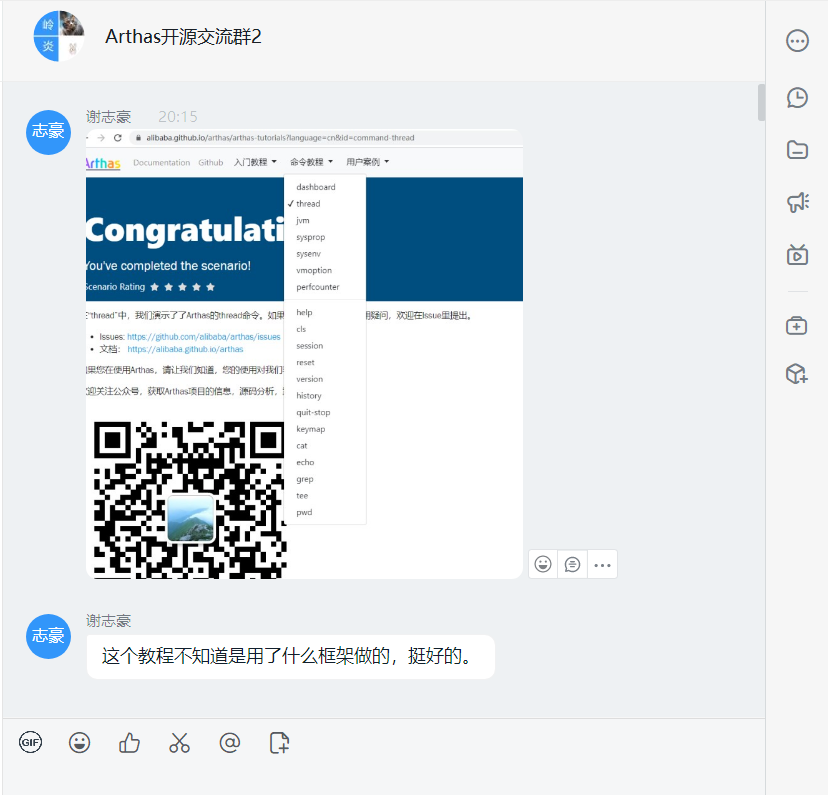 岭
炎
Arthas开源交流群2
志豪
谢志豪 20:15
alibaba.github.io/arthas/arthas-tutorials?language=cn&id=command-thread
Arthas Documentation Github 入门教程 命令教程 用户案例
dashboard
✓ thread
jvm
sysprop
sysenv
vmoption
perfcounter
help
cls
session
reset
version
history
quit-stop
keymap
cat
echo
grep
tee
pwd
Congratulati
You've completed the scenario!
Scenario Rating ★ ★ ★ ★ ★
“thread”中，我们演示了了Arthas的thread命令。如果 用疑问，欢迎在Issue里提出。
• Issues: https://github.com/alibaba/arthas/issues
• 文档： https://alibaba.github.io/arthas
如果您在使用Arthas，请让我们知道，您的使用对我们
欢迎关注公众号，获取Arthas项目的信息，源码分析，
志豪
谢志豪
这个教程不知道是用了什么框架做的，挺好的。
GIF